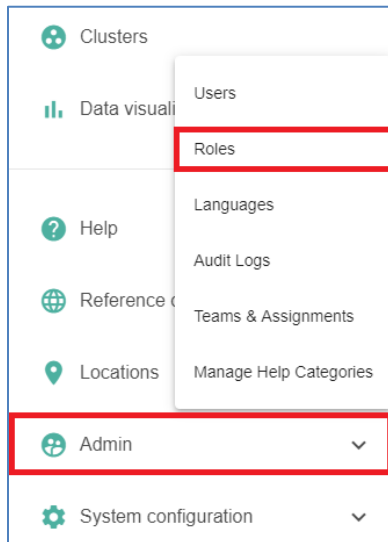 Clusters
Data visuali
Users
Roles
Languages
Audit Logs
Teams & Assignments
Manage Help Categories
Help
Reference
Locations
Admin
System configuration